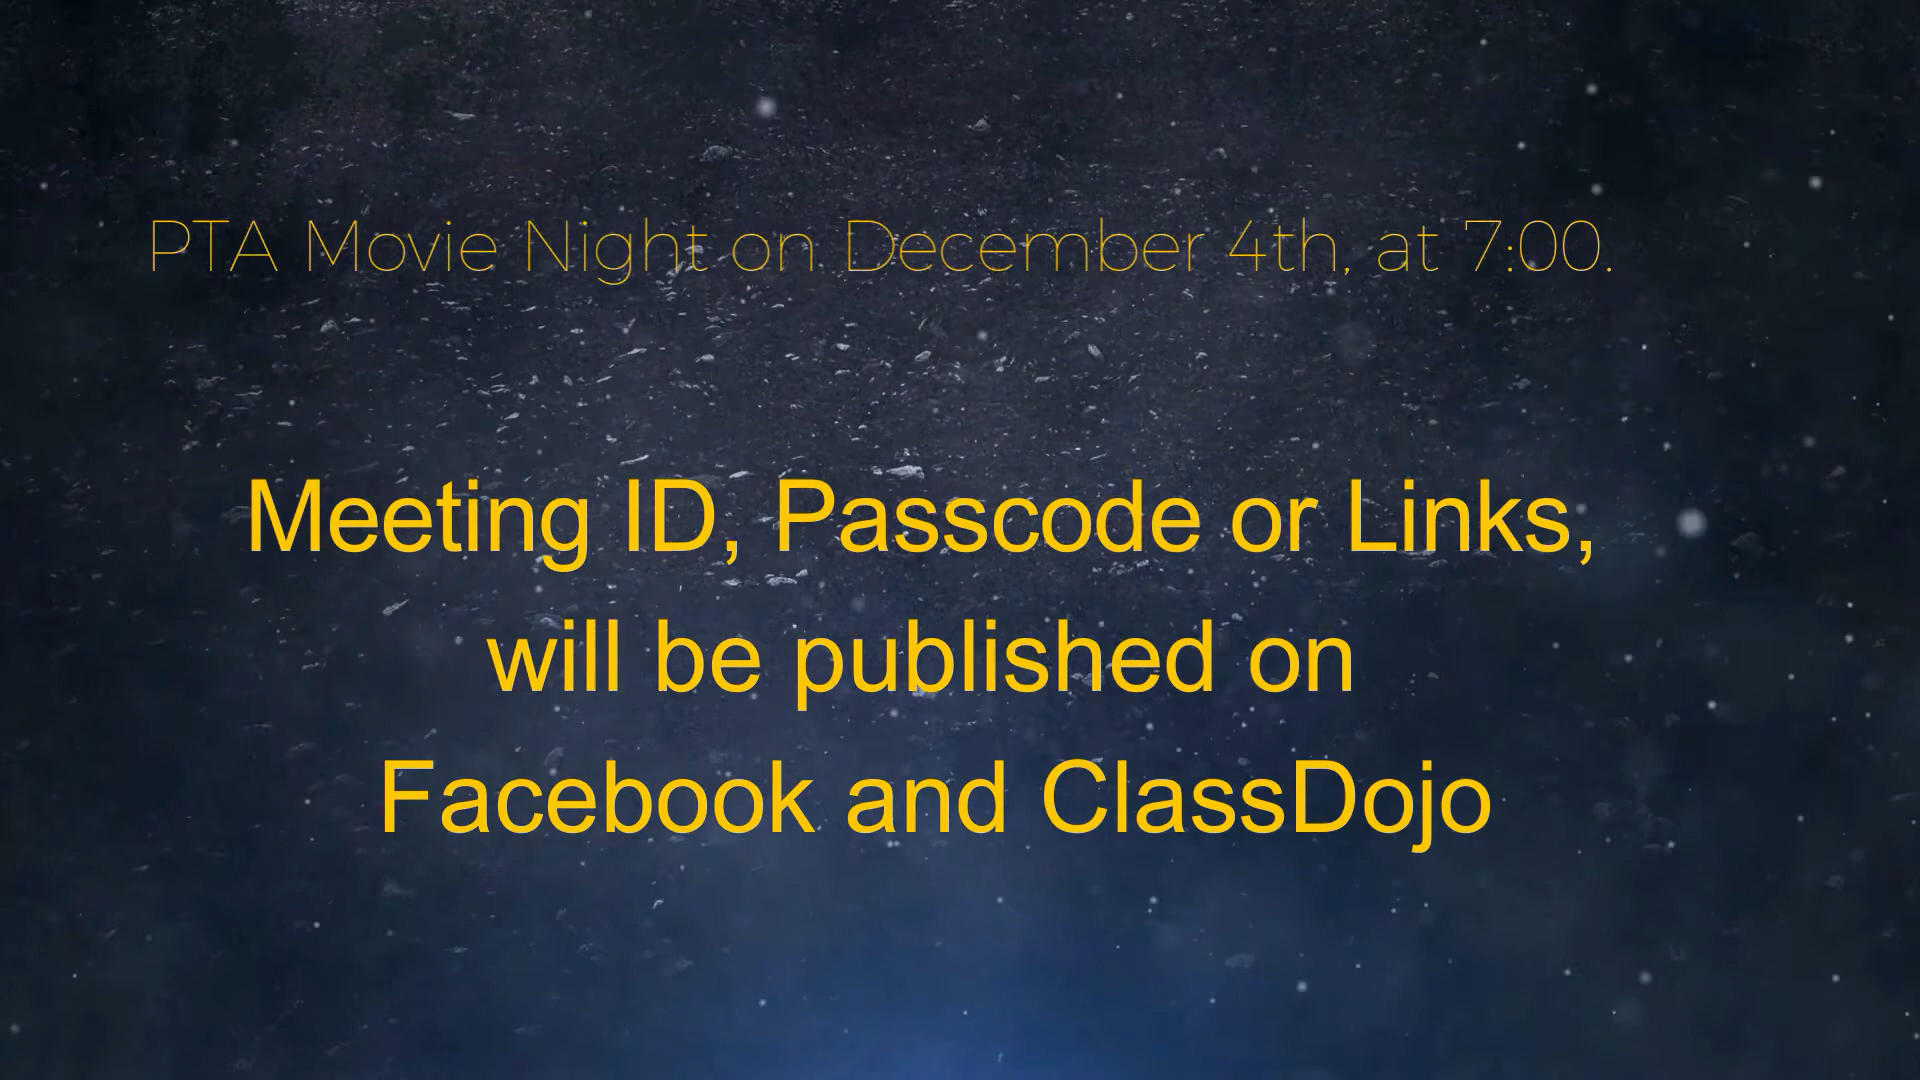 PTA Movie Night on December 4th, at 7:00.
Meeting ID, Passcode or Links,
will be published on
Facebook and ClassDojo